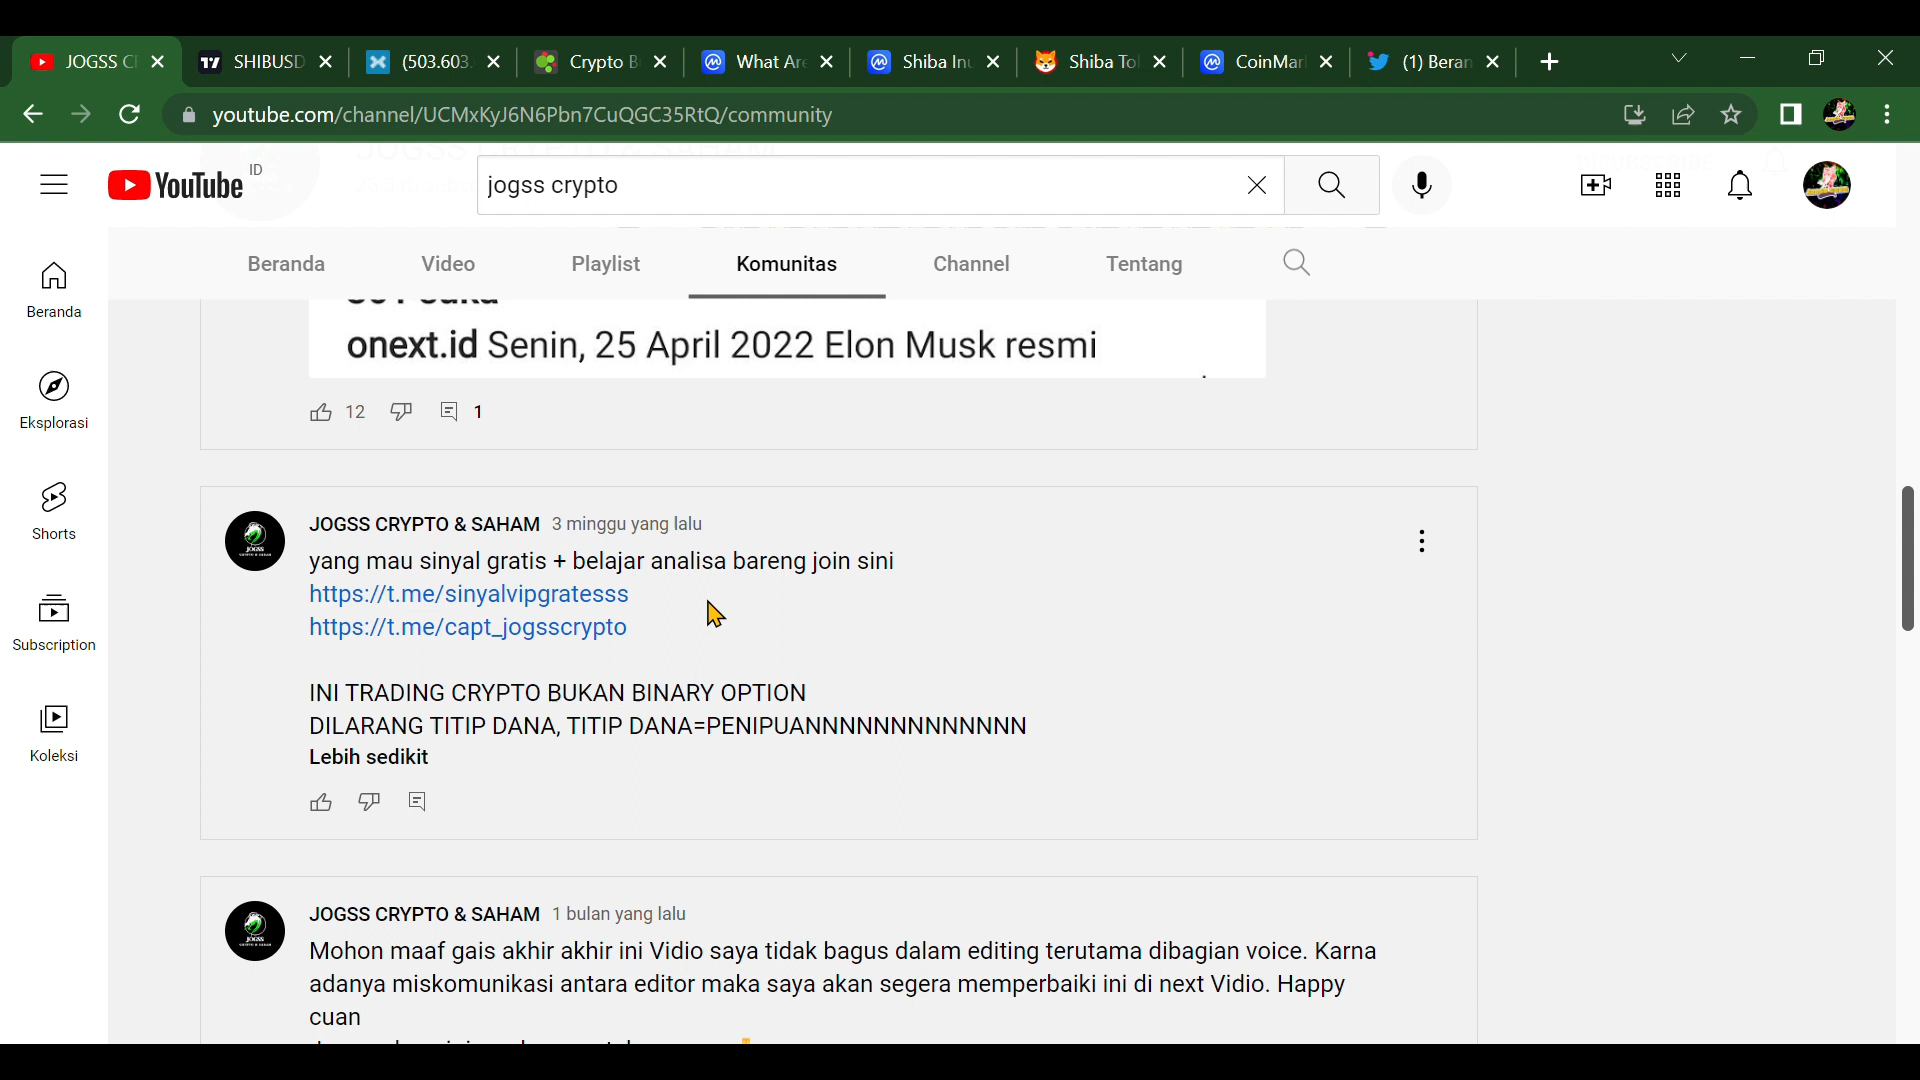 JOGSS C
SHIBUSD
(503.603
Crypto B
What Are
Shiba In
Shiba To
CoinMar
(1) Beran
youtube.com/channel/UCMxKyJ6N6Pbn7CuQGC35RtQ/community
YouTube ID
jogss crypto
Beranda Video Playlist Komunitas Channel Tentang
Beranda
Eksplorasi
Shorts
Subscription
Koleksi
onext.id Senin, 25 April 2022 Elon Musk resmi
12 1
JOGSS CRYPTO & SAHAM 3 minggu yang lalu
yang mau sinyal gratis + belajar analisa bareng join sini
https://t.me/sinyalvipgratesss
https://t.me/capt_jogsscrypto
INI TRADING CRYPTO BUKAN BINARY OPTION
DILARANG TITIP DANA, TITIP DANA=PENIPUANNNNNNNNNNNNN
Lebih sedikit
JOGSS CRYPTO & SAHAM 1 bulan yang lalu
Mohon maaf gais akhir akhir ini Vidio saya tidak bagus dalam editing terutama dibagian voice. Karna
adanya miskomunikasi antara editor maka saya akan segera memperbaiki ini di next Vidio. Happy
cuan